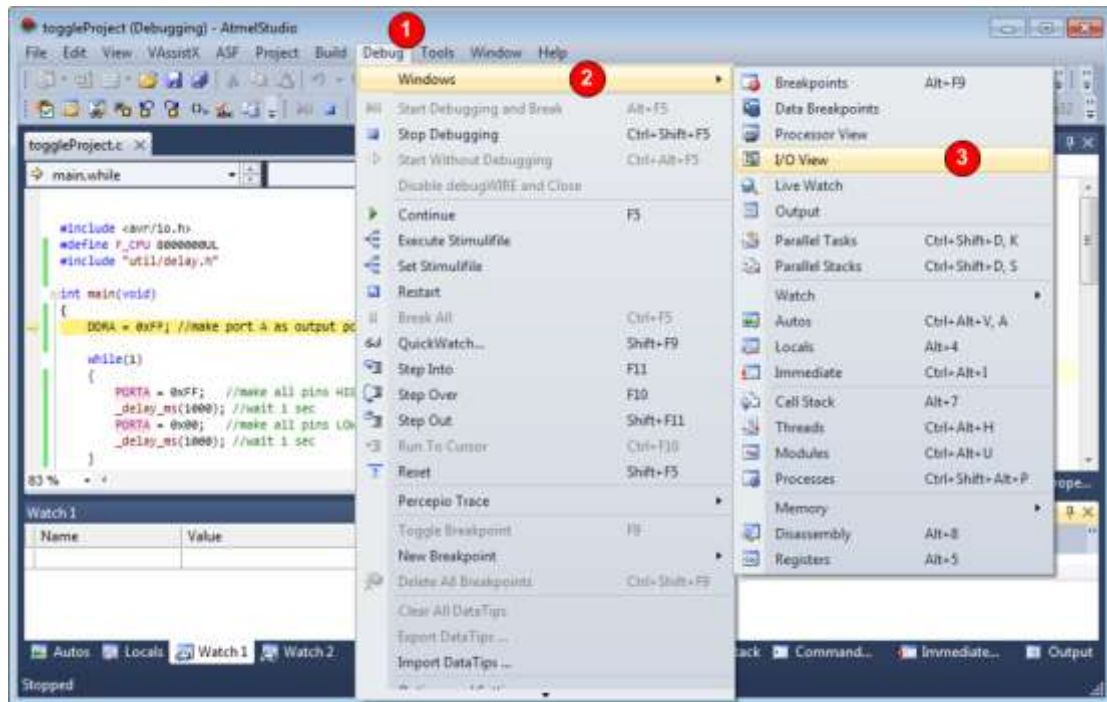 toggleProject (Debugging) - AtmelStudio
File Edit View VAssistX ASF Project Build Debug Tools Window Help
1
Windows
2
Start Debugging and Break Alt+F5
Stop Debugging Ctrl+Shift+F5
Start Without Debugging Ctrl+Alt+F5
Disable debugWIRE and Close
Continue F5
Execute Stimulifile
Set Stimulifile
Restart
Break All Ctrl+F5
QuickWatch... Shift+F9
Step Into F11
Step Over F10
Step Out Shift+F11
Run To Cursor Ctrl+F10
Reset Shift+F5
Percepio Trace
Toggle Breakpoint F9
New Breakpoint
Delete All Breakpoints Ctrl+Shift+F9
Clear All DataTips
Export DataTips ...
Import DataTips ...
Breakpoints Alt+F9
Data Breakpoints
Processor View
I/O View
3
Live Watch
Output
Parallel Tasks Ctrl+Shift+D, K
Parallel Stacks Ctrl+Shift+D, S
Watch
Autos Ctrl+Alt+V, A
Locals Alt+4
Immediate Ctrl+Alt+I
Call Stack Alt+7
Threads Ctrl+Alt+H
Modules Ctrl+Alt+U
Processes Ctrl+Shift+Alt+P
Memory
Disassembly Alt+8
Registers Alt+5
toggleProject.c
main.while
#include <avr/io.h>
#define F_CPU 8000000UL
#include "util/delay.h"
int main(void)
{
DDRA = 0xFF; //make port A as output po
while(1)
{
PORTA = 0xFF; //make all pins HIG
_delay_ms(1000); //wait 1 sec
PORTA = 0x00; //make all pins LOW
_delay_ms(1000); //wait 1 sec
}
83 %
Watch 1
Name Value
Autos Locals Watch 1 Watch 2
tack Command... Immediate... Output
Stopped